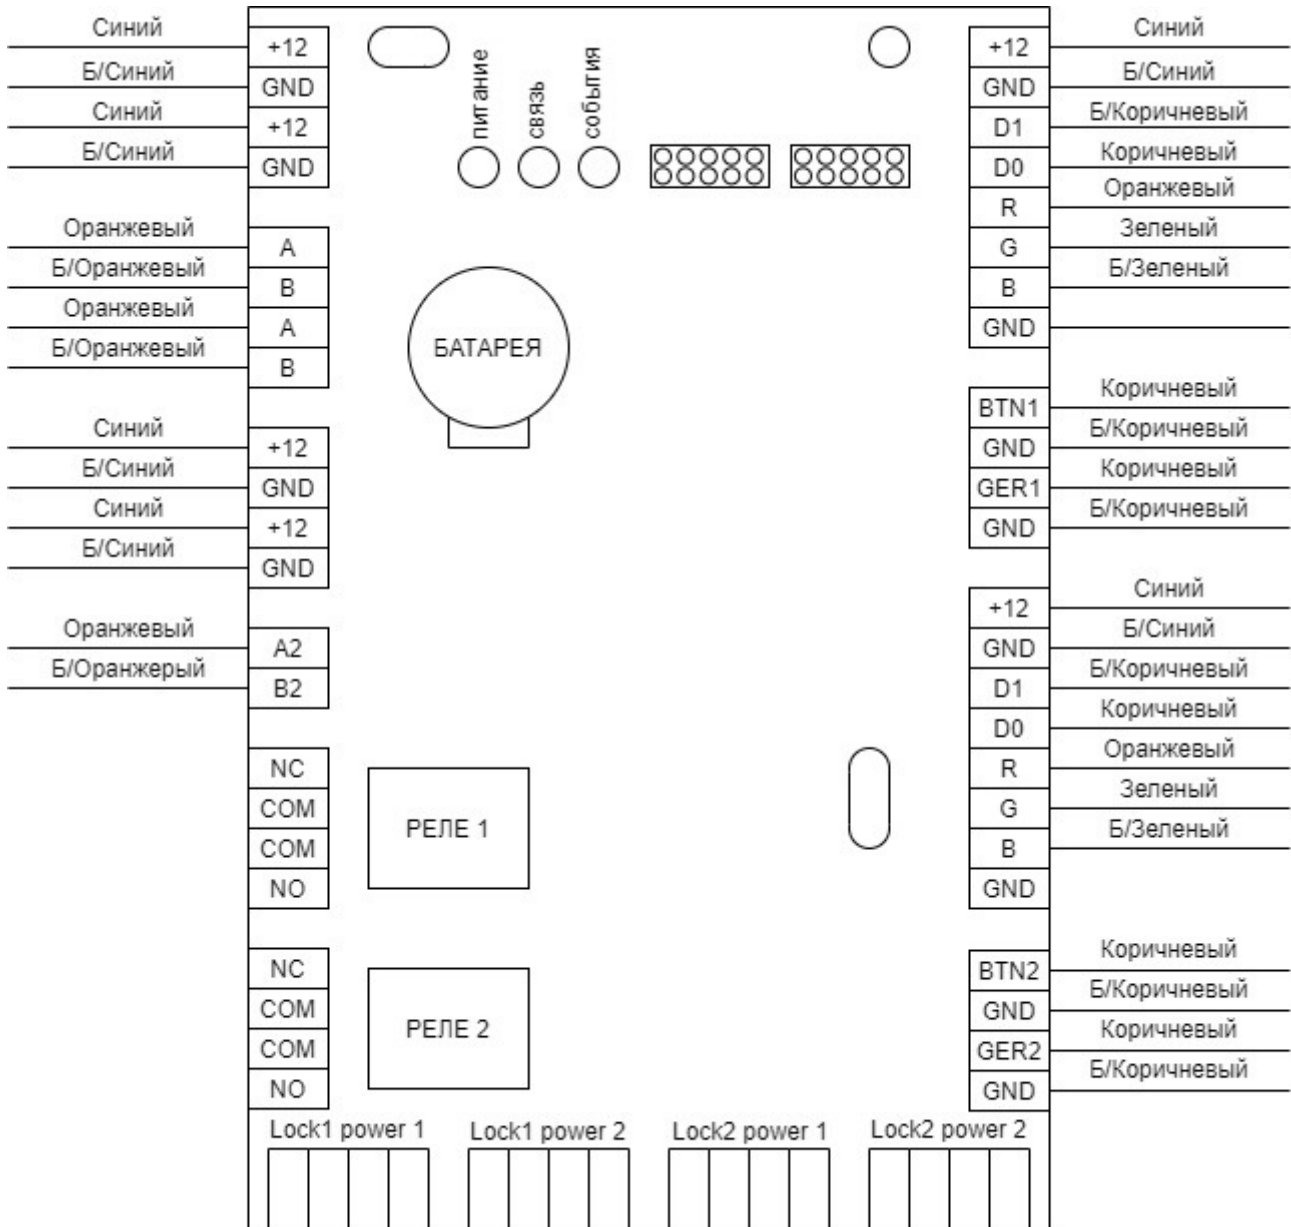 Синий
+12
Б/Синий
GND
Синий
+12
Б/Синий
GND
Оранжевый
A
Б/Оранжевый
B
Оранжевый
A
Б/Оранжевый
B
Синий
+12
Б/Синий
GND
Синий
+12
Б/Синий
GND
Оранжевый
A2
Б/Оранжерый
B2
NC
COM
COM
NO
NC
COM
COM
NO
питание
связь
события
БАТАРЕЯ
РЕЛЕ 1
РЕЛЕ 2
+12
Синий
GND
Б/Синий
D1
Б/Коричневый
D0
Коричневый
R
Оранжевый
G
Зеленый
B
Б/Зеленый
GND
BTN1
Коричневый
GND
Б/Коричневый
GER1
Коричневый
GND
Б/Коричневый
+12
Синий
GND
Б/Синий
D1
Б/Коричневый
D0
Коричневый
R
Оранжевый
G
Зеленый
B
Б/Зеленый
GND
BTN2
Коричневый
GND
Б/Коричневый
GER2
Коричневый
GND
Б/Коричневый
Lock1 power 1
Lock1 power 2
Lock2 power 1
Lock2 power 2